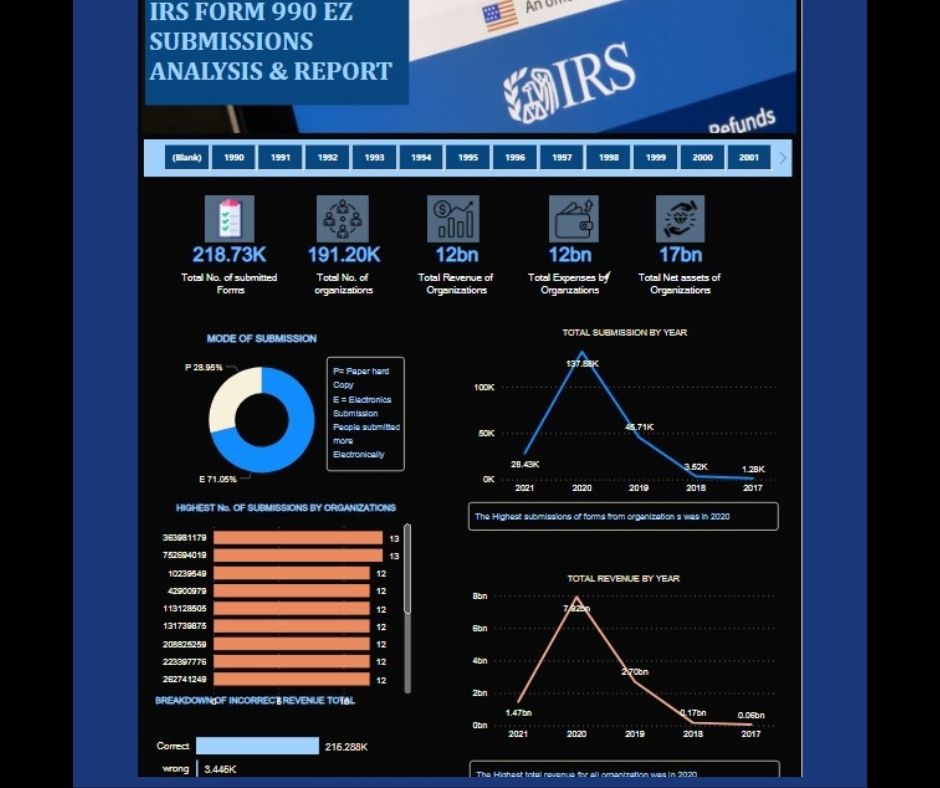 IRS FORM 990 EZ
SUBMISSIONS
ANALYSIS & REPORT
IRS
Refunds
(Blank) 1990 1991 1992 1993 1994 1995 1996 1997 1998 1999 2000 2001
218.73K 191.20K 12bn 12bn 17bn
Total No. of submitted Total No. of Total Revenue of Total Expenses by Total Net assets of
Forms organizations Organizations Organzations Organizations
MODE OF SUBMISSION
P 28.95%
E 71.05%
P= Paper hard
Copy
E = Electronics
Submission
People submitted
more
Electronically
TOTAL SUBMISSION BY YEAR
100K
50K
0K
28.43K 137.88K 45.71K 3.52K 1.28K
2021 2020 2019 2018 2017
The Highest submissions of forms from organization s was in 2020
HIGHEST No. OF SUBMISSIONS BY ORGANIZATIONS
363981179 13
752694019 13
10239549 12
42900979 12
113128505 12
131739875 12
208825259 12
223397776 12
262741249 12
BREAKDOWN OF INCORRECT REVENUE TOTAL
Correct 215.288K
wrong 3.446K
TOTAL REVENUE BY YEAR
8bn
6bn
4bn
2bn
0bn
1.47bn 7.92bn 2.70bn 0.17bn 0.06bn
2021 2020 2019 2018 2017
The Highest total revenue for all organization was in 2020